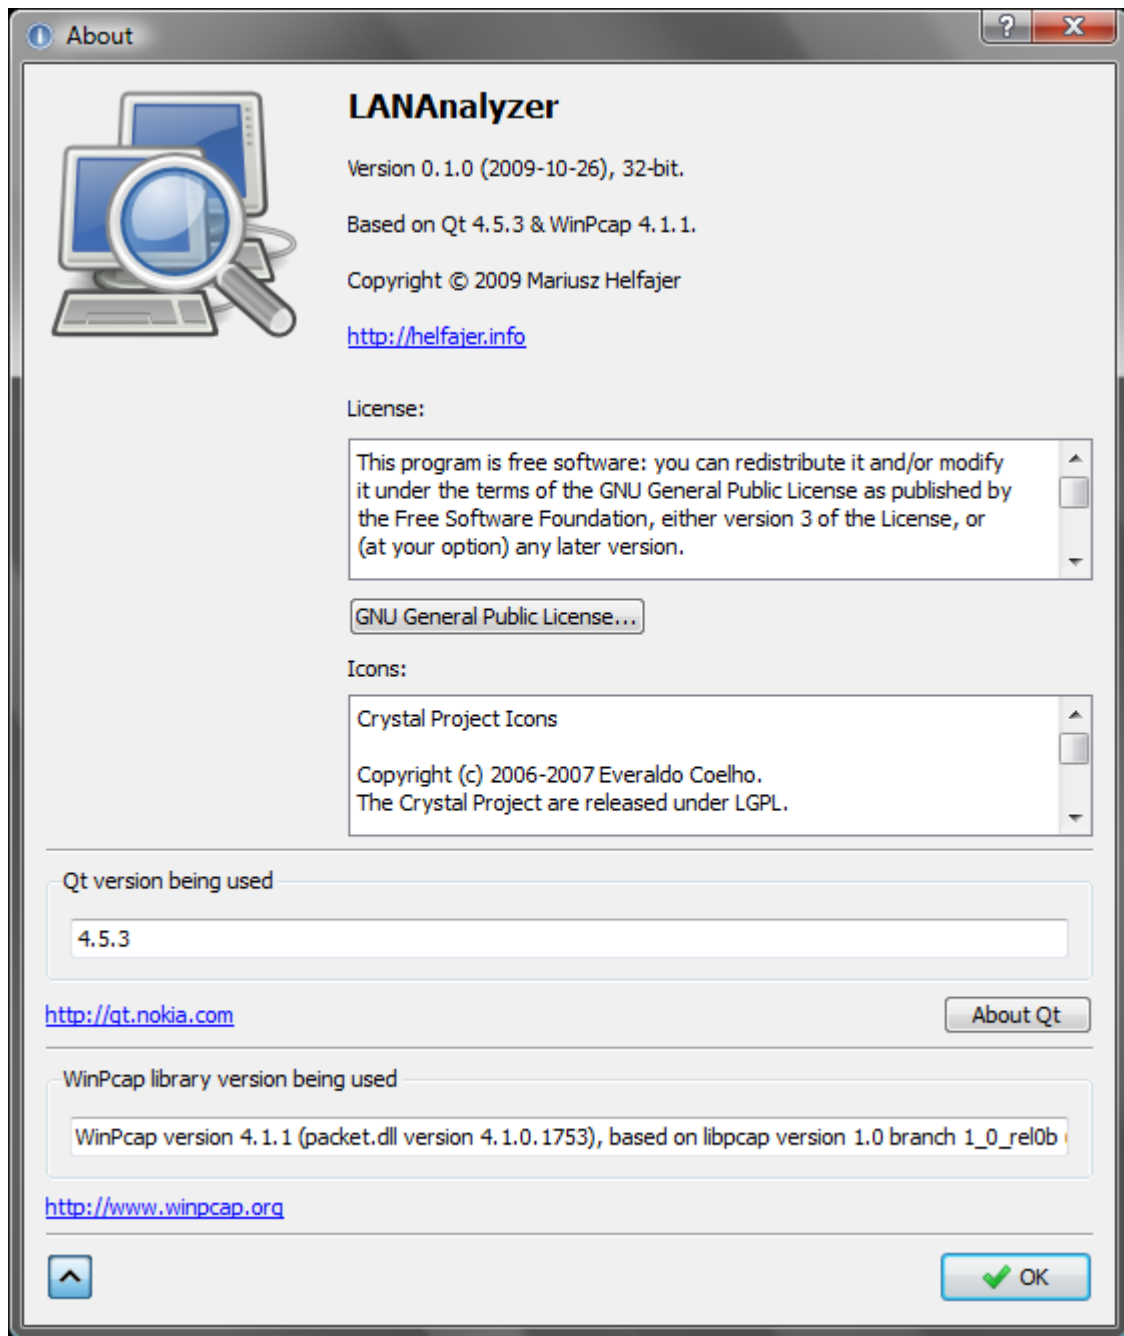 About
?
X
LANAnalyzer
Version 0.1.0 (2009-10-26), 32-bit.
Based on Qt 4.5.3 & WinPcap 4.1.1.
Copyright © 2009 Mariusz Helfajer
http://helfajer.info
License:
This program is free software: you can redistribute it and/or modify
it under the terms of the GNU General Public License as published by
the Free Software Foundation, either version 3 of the License, or
(at your option) any later version.
GNU General Public License...
Icons:
Crystal Project Icons
Copyright (c) 2006-2007 Everaldo Coelho.
The Crystal Project are released under LGPL.
Qt version being used
4.5.3
http://qt.nokia.com
About Qt
WinPcap library version being used
WinPcap version 4.1.1 (packet.dll version 4.1.0.1753), based on libpcap version 1.0 branch 1_0_rel0b
http://www.winpcap.org
OK